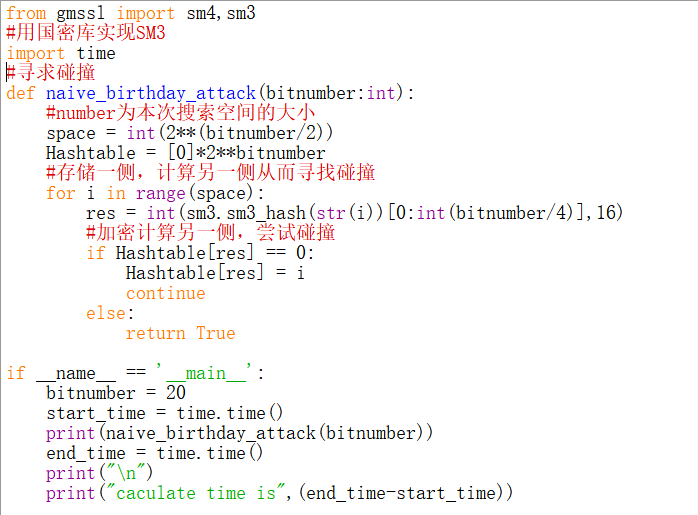 from gmssl import sm4,sm3
#用国密库实现SM3
import time
#寻求碰撞
def naive_birthday_attack(bitnumber:int):
    #number为本次搜索空间的大小
    space = int(2**(bitnumber/2))
    Hashtable = [0]*2**bitnumber
    #存储一侧，计算另一侧从而寻找碰撞
    for i in range(space):
        res = int(sm3.sm3_hash(str(i))[0:int(bitnumber/4)],16)
        #加密计算另一侧，尝试碰撞
        if Hashtable[res] == 0:
            Hashtable[res] = i
            continue
        else:
            return True
if __name__ == '__main__':
    bitnumber = 20
    start_time = time.time()
    print(naive_birthday_attack(bitnumber))
    end_time = time.time()
    print("\n")
    print("caculate time is",(end_time-start_time))